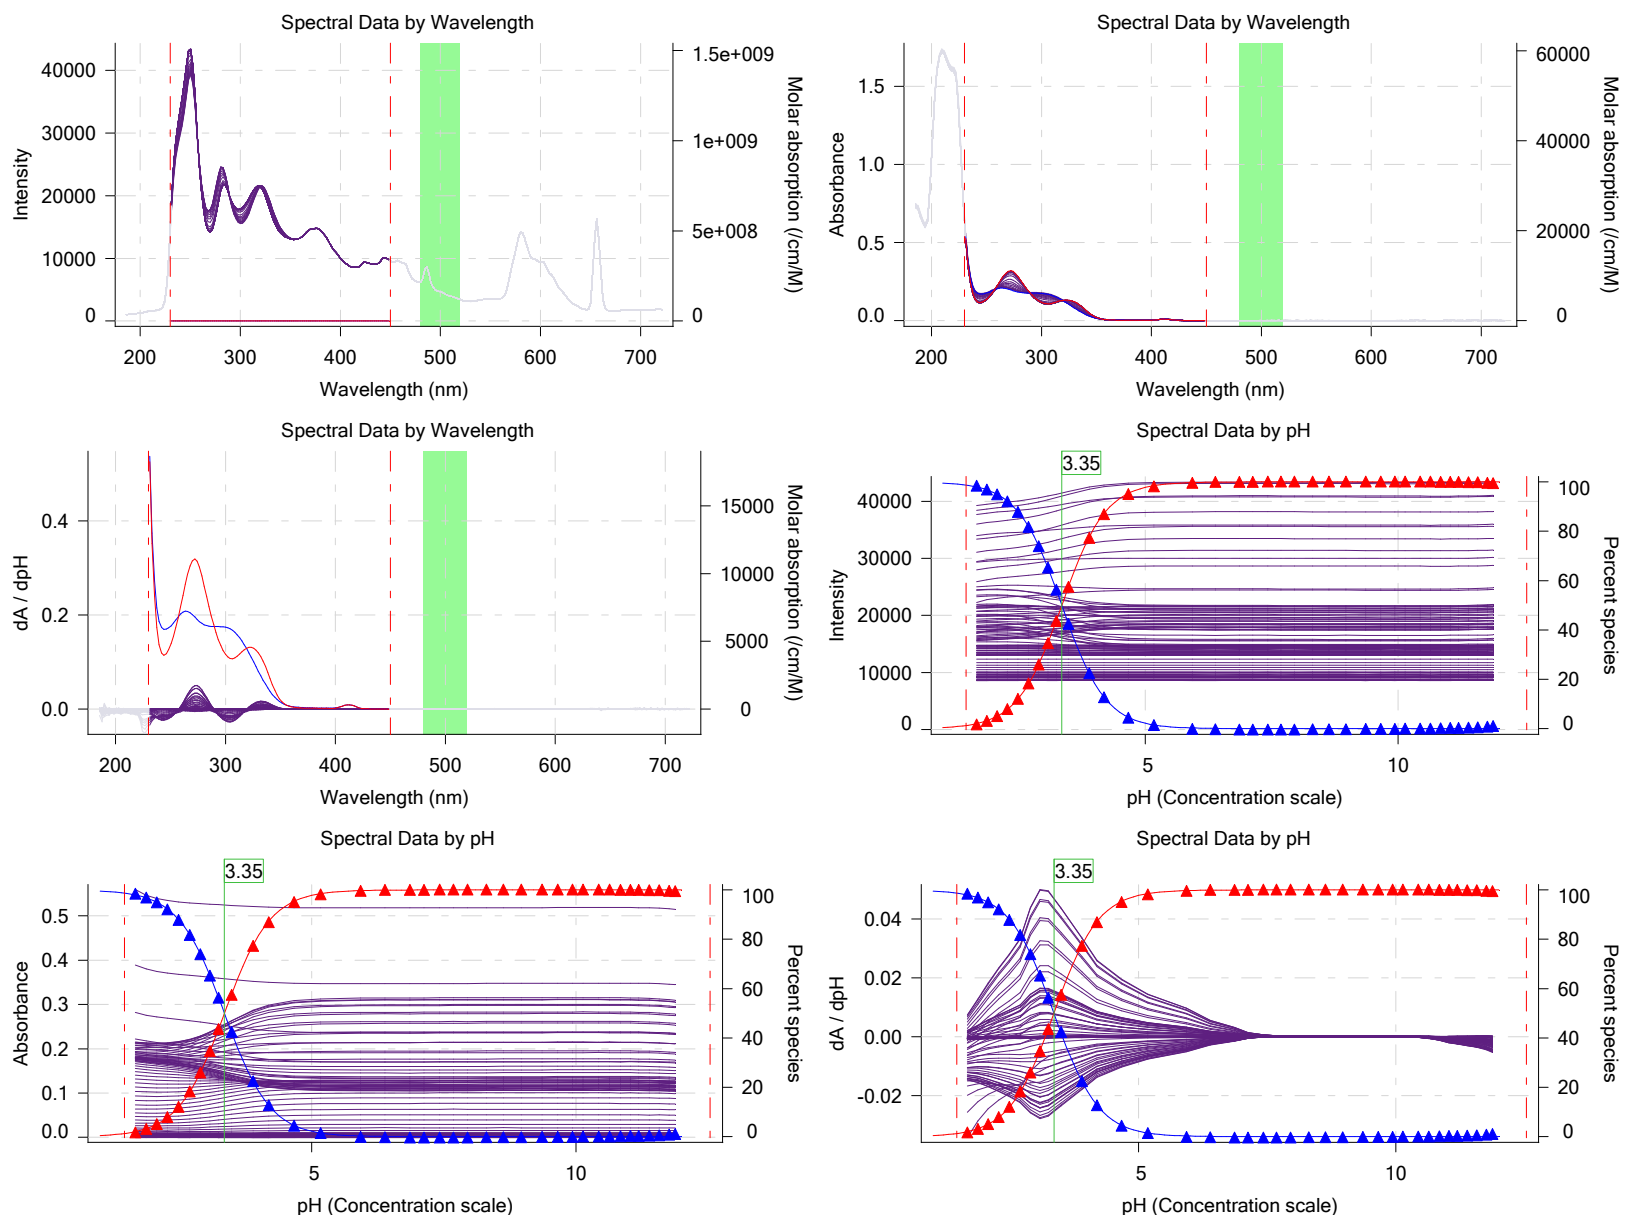 Spectral Data by Wavelength
40000
30000
20000
10000
0
1.5e+009
1e+009
5e+008
0
Intensity
Molar absorption (/cm/M)
200 300 400 500 600 700
Wavelength (nm)
Spectral Data by Wavelength
1.5
1.0
0.5
0.0
60000
40000
20000
0
Absorbance
Molar absorption (/cm/M)
200 300 400 500 600 700
Wavelength (nm)
Spectral Data by Wavelength
0.4
0.2
0.0
15000
10000
5000
0
dA / dpH
Molar absorption (/cm/M)
200 300 400 500 600 700
Wavelength (nm)
Spectral Data by pH
3.35
40000
30000
20000
10000
0
100
80
60
40
20
0
Intensity
Percent species
5 10
pH (Concentration scale)
Spectral Data by pH
3.35
0.5
0.4
0.3
0.2
0.1
0.0
100
80
60
40
20
0
Absorbance
Percent species
5 10
pH (Concentration scale)
Spectral Data by pH
3.35
0.04
0.02
0.00
-0.02
100
80
60
40
20
0
dA / dpH
Percent species
5 10
pH (Concentration scale)